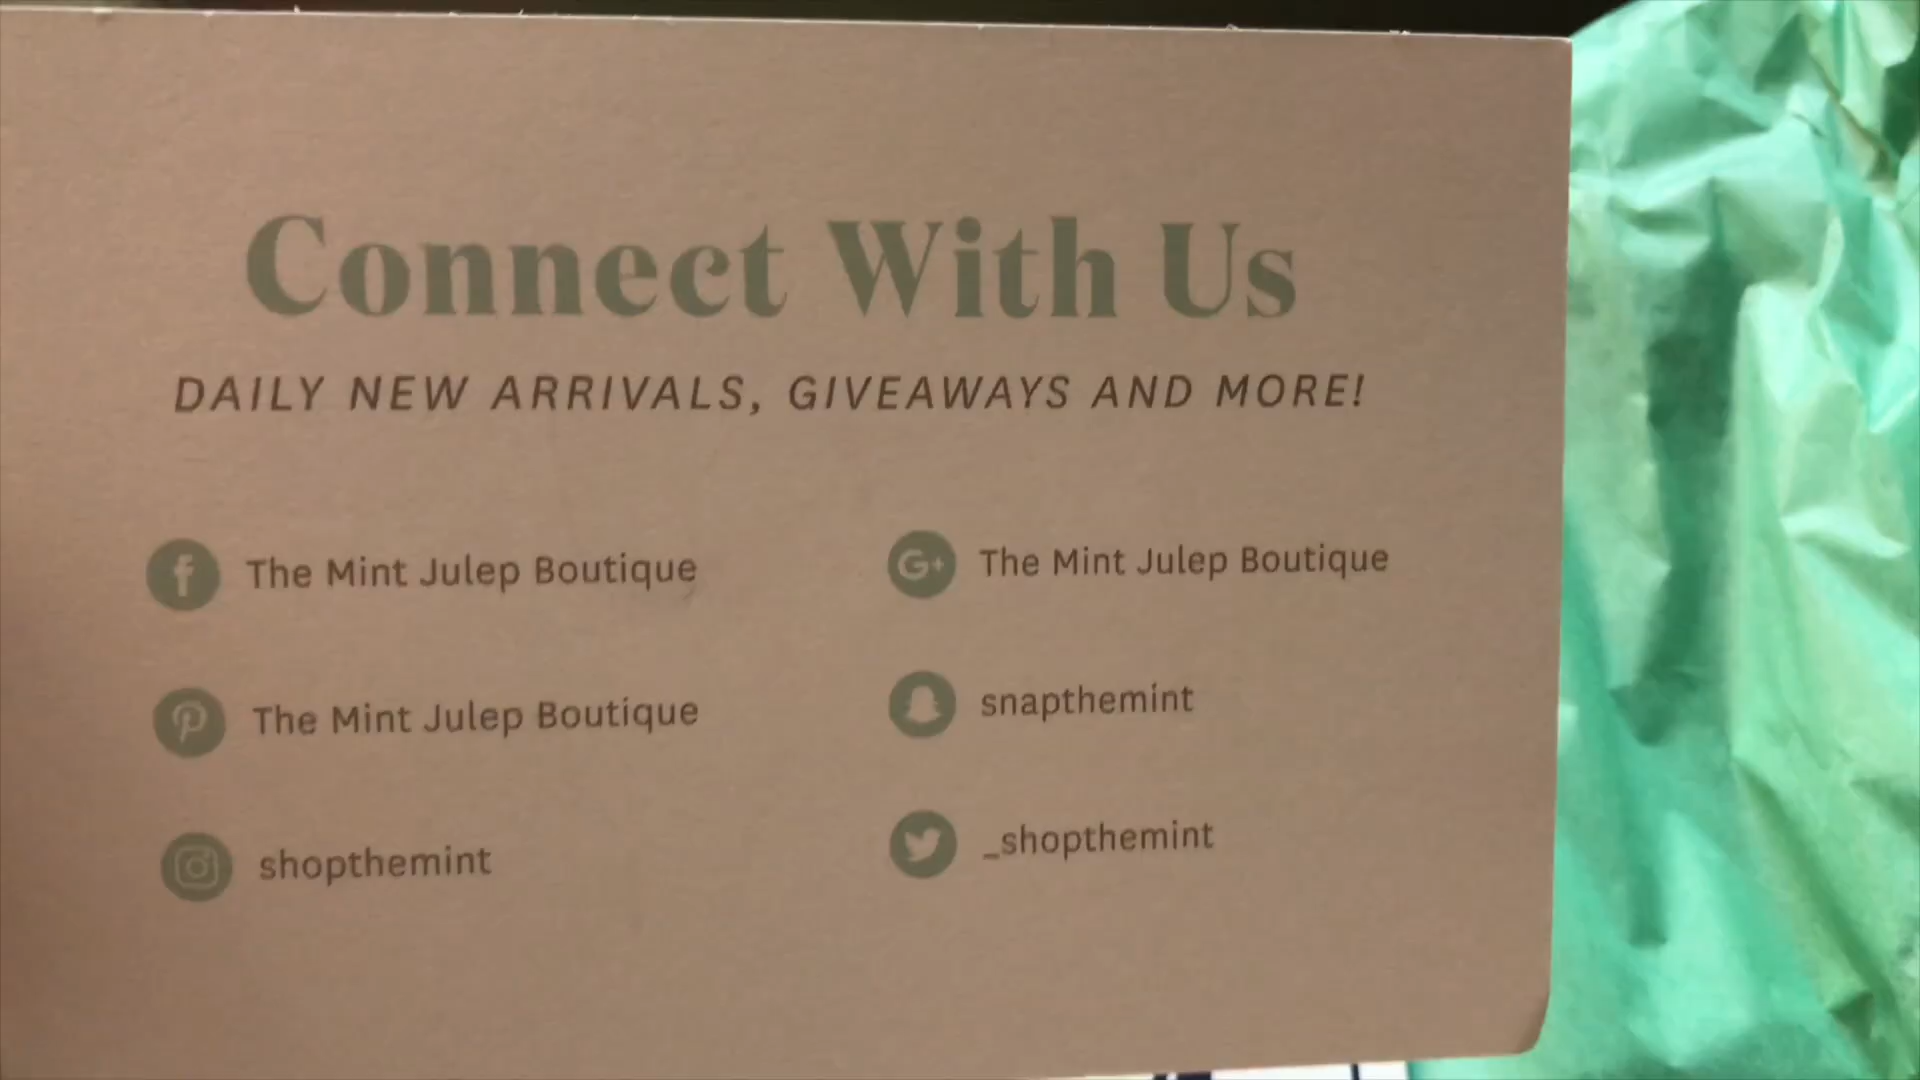 Connect With Us
DAILY NEW ARRIVALS, GIVEAWAYS AND MORE!
The Mint Julep Boutique
The Mint Julep Boutique
shopthemint
G+ The Mint Julep Boutique
snapthemint
_shopthemint